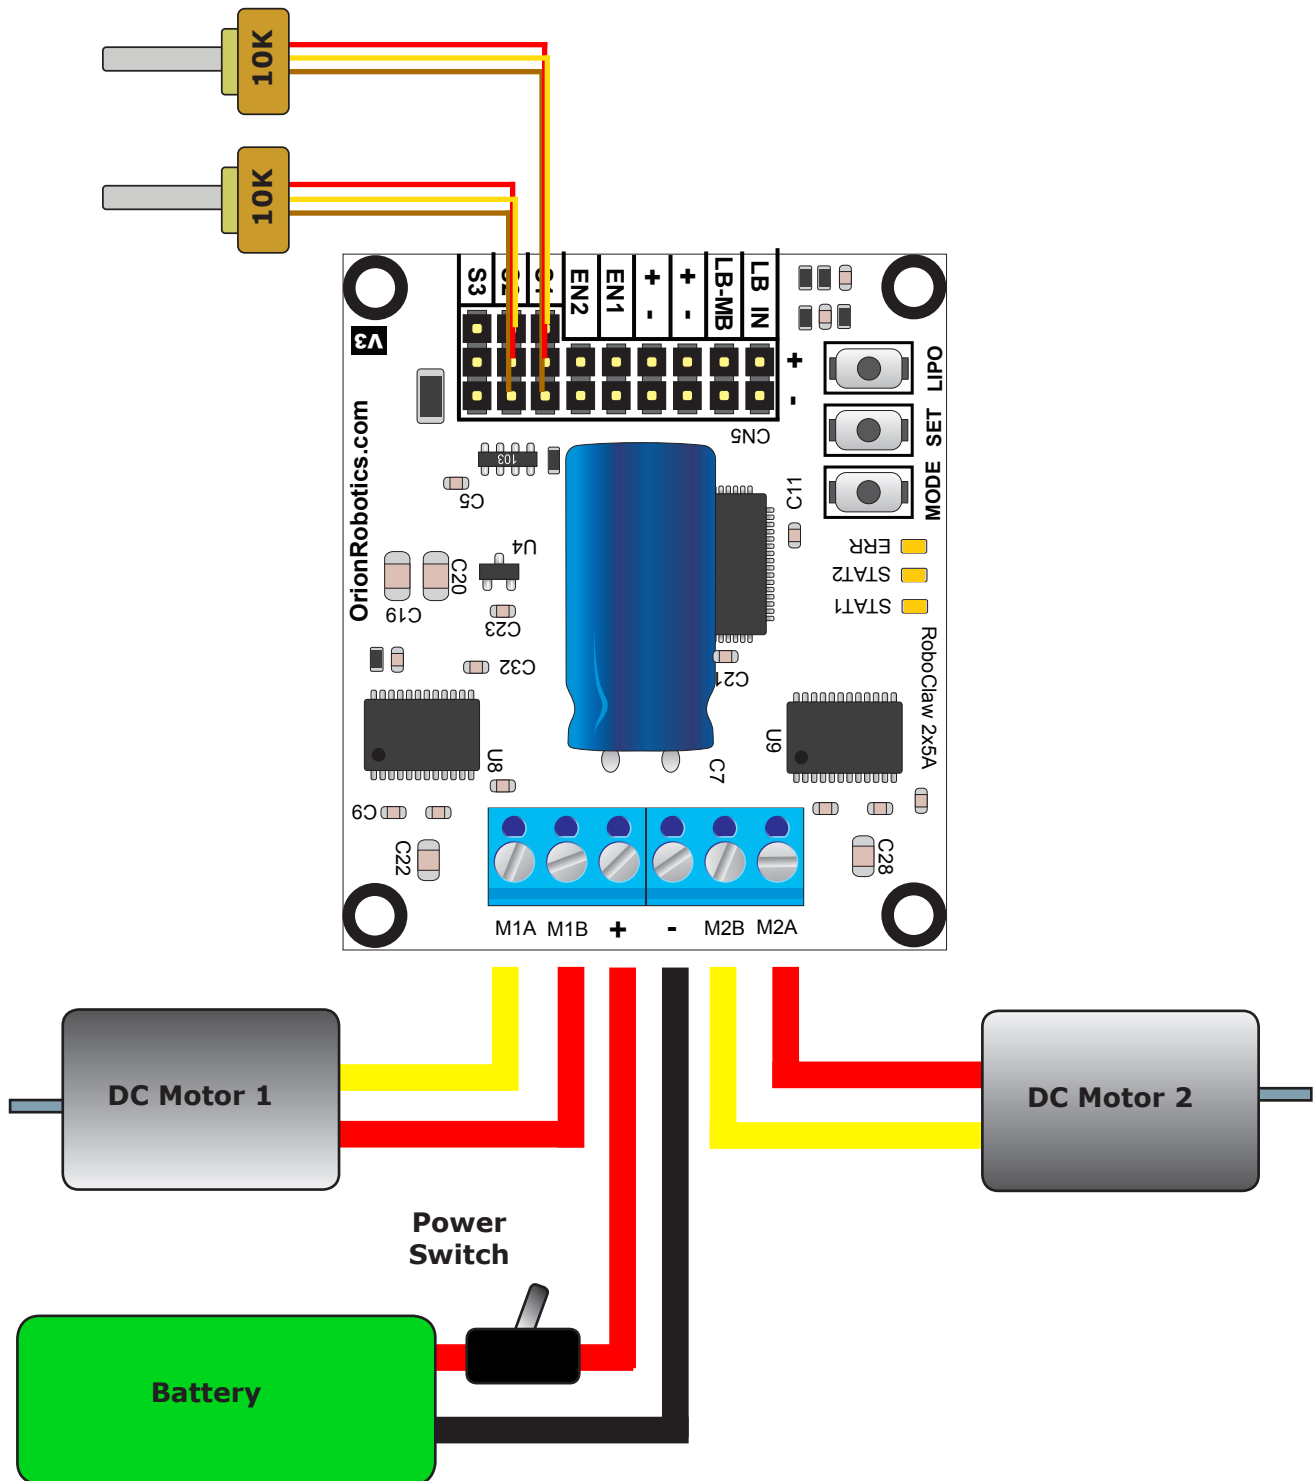 10K
10K
S3
S2
S1
EN2
EN1
+ -
+ -
LB-MB
LB IN
+
-
V3
OrionRobotics.com
CN5
LIPO
SET
MODE
103
C5
C11
U4
ERR
STAT2
STAT1
C20
C19
C23
C32
C21
RoboClaw 2x5A
U8
U9
C7
C9
C22
C28
M1A M1B + - M2B M2A
DC Motor 1
DC Motor 2
Power
Switch
Battery